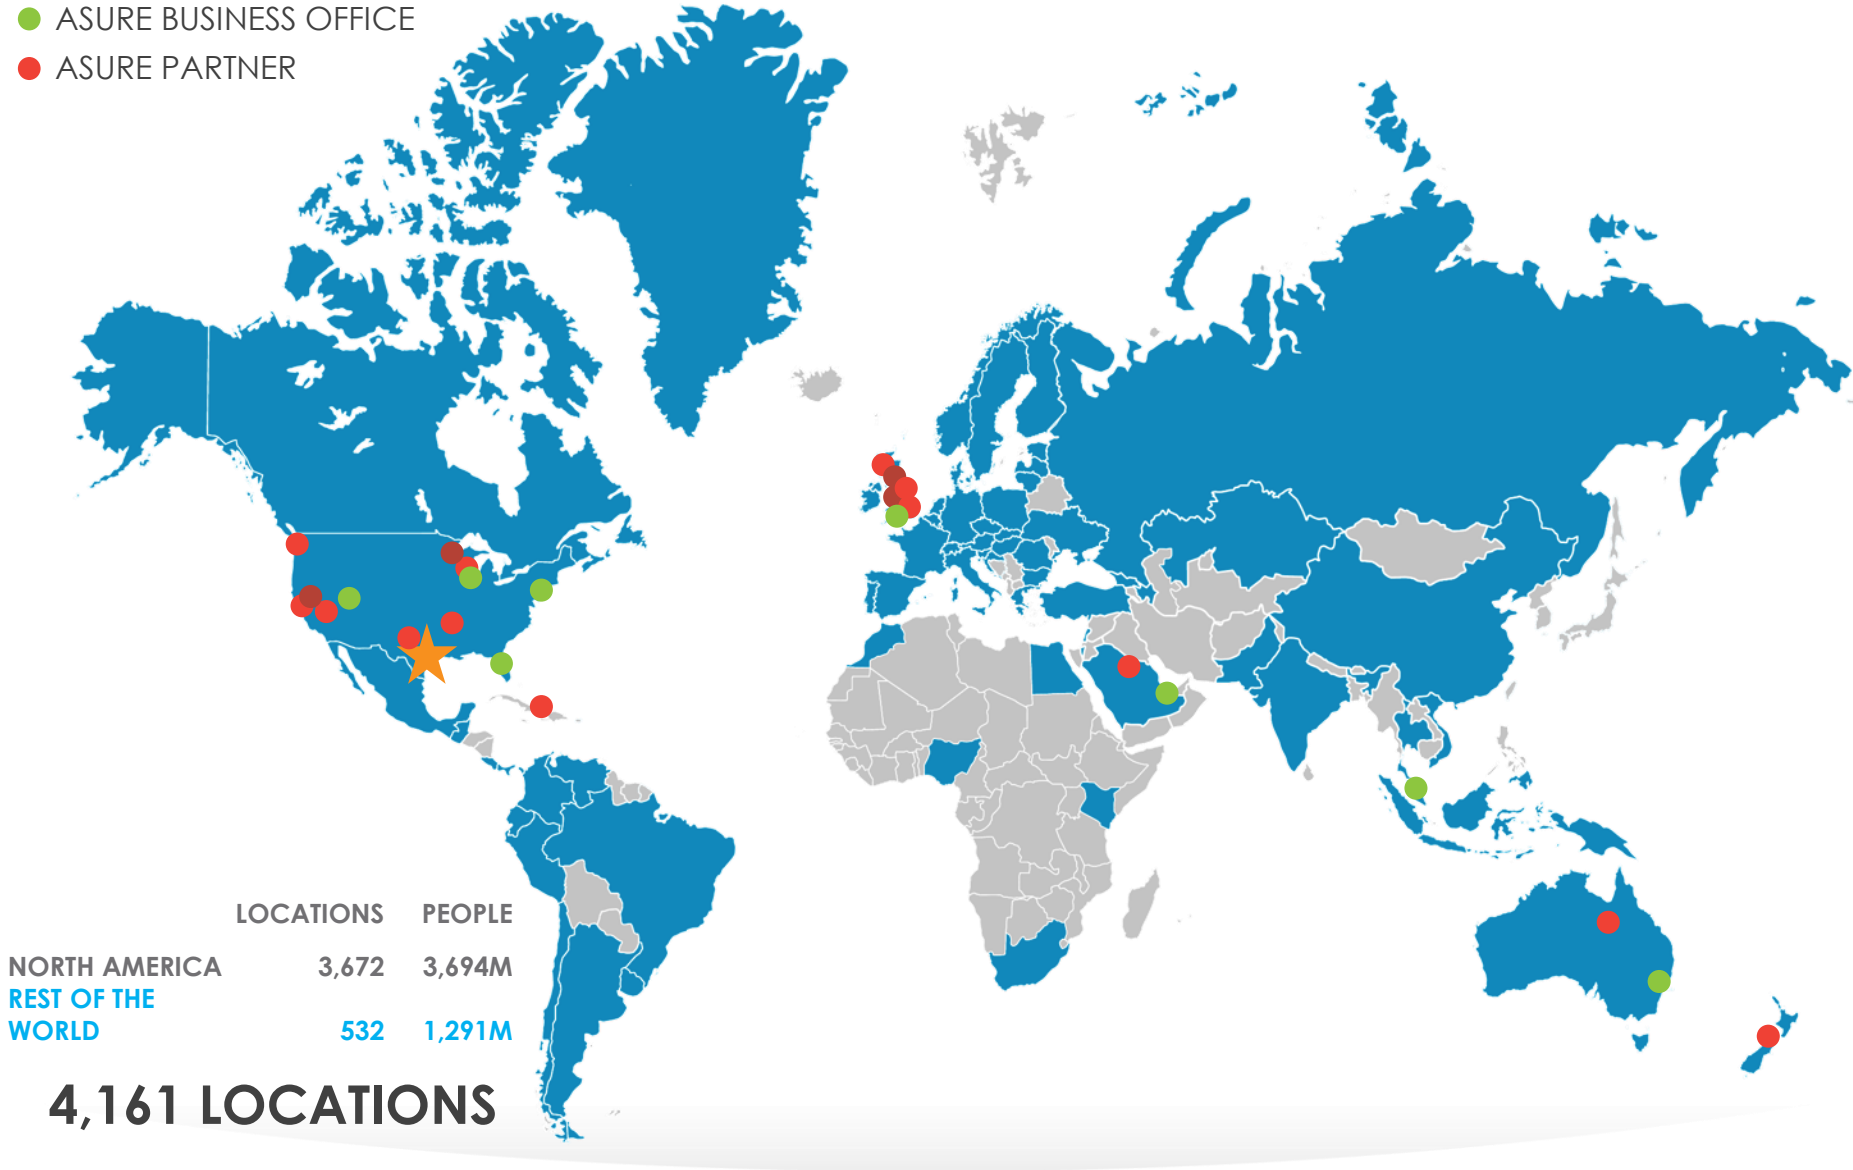 ASURE BUSINESS OFFICE
ASURE PARTNER
LOCATIONS PEOPLE
NORTH AMERICA 3,672 3,694M
REST OF THE
WORLD 532 1,291M
4,161 LOCATIONS